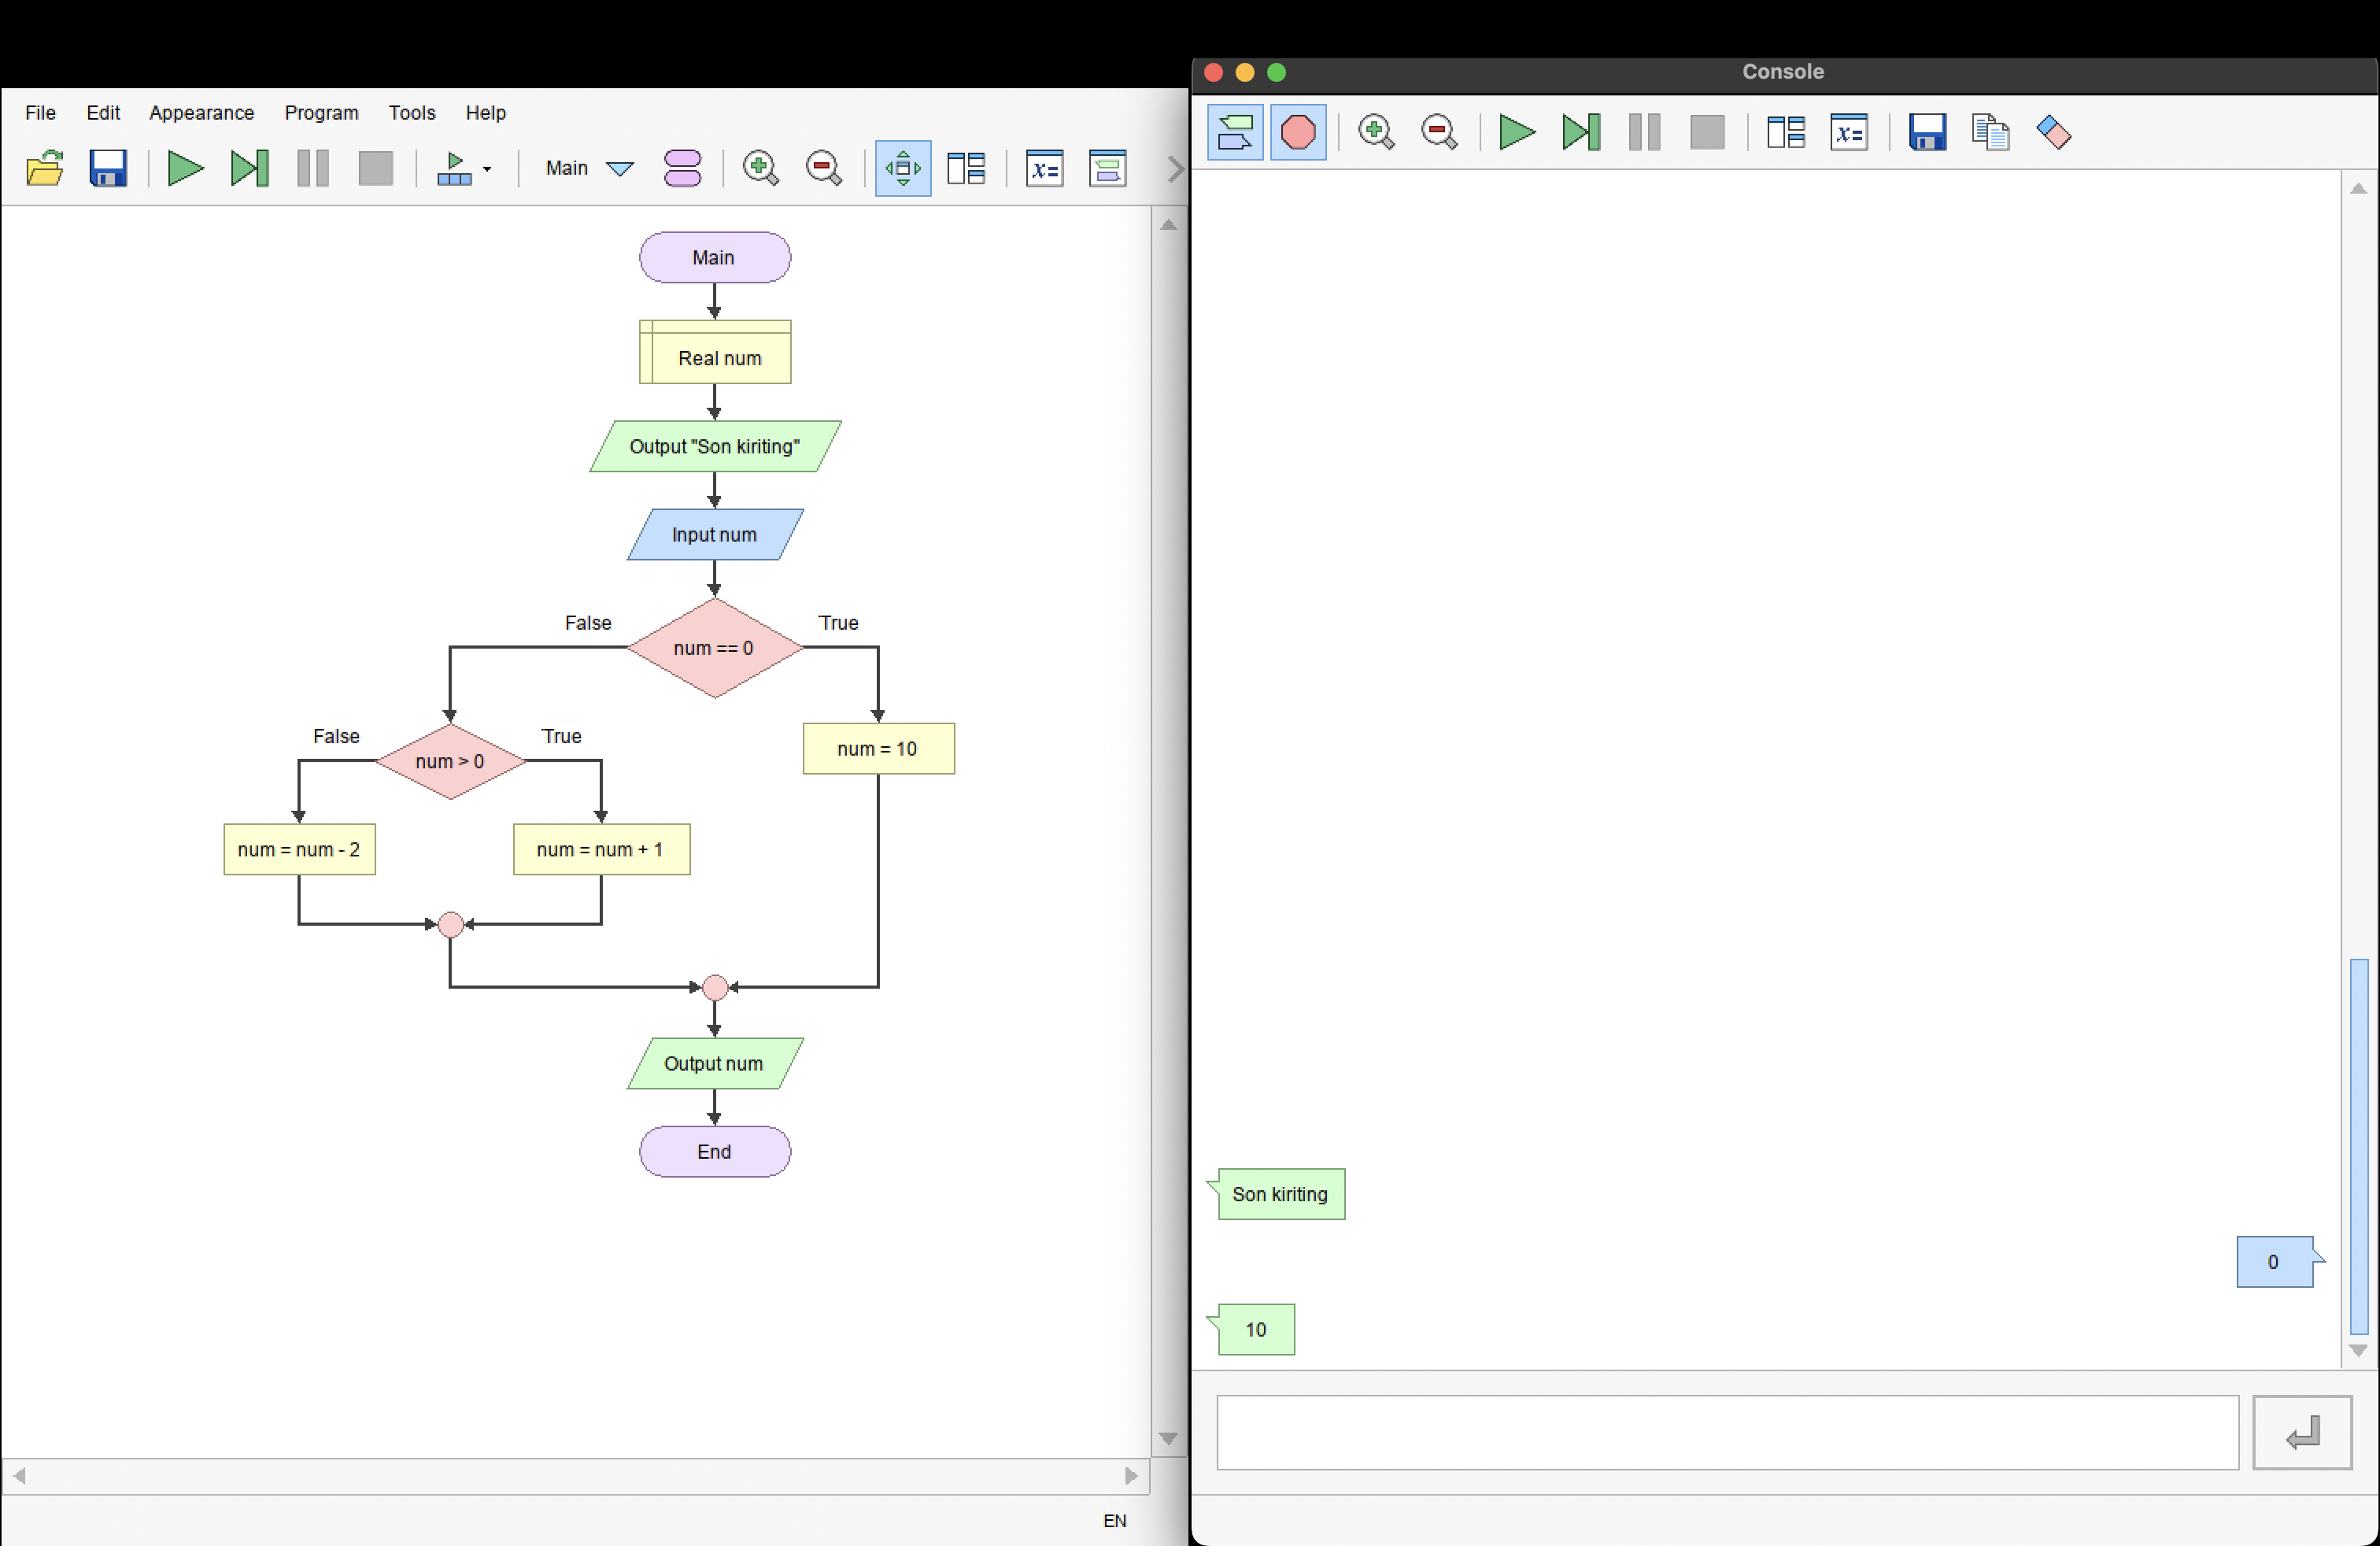 File Edit Appearance Program Tools Help
Main
x=
Main
Real num
Output "Son kiriting"
Input num
False
True
num == 0
False
True
num > 0
num = 10
num = num - 2
num = num + 1
Output num
End
EN
Console
x=
Son kiriting
0
10